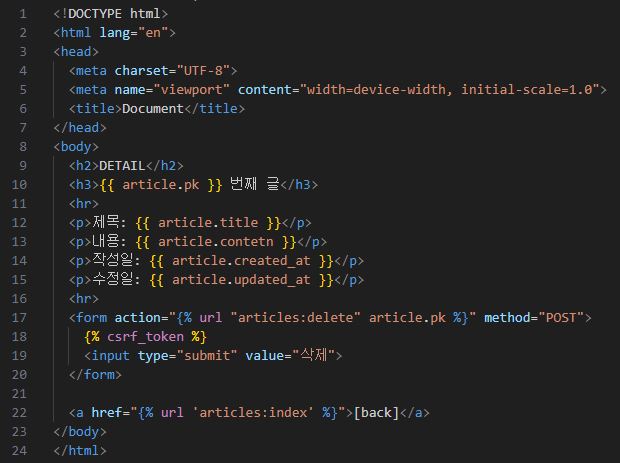 1 <!DOCTYPE html>
2 <html lang="en">
3 <head>
4   <meta charset="UTF-8">
5   <meta name="viewport" content="width=device-width, initial-scale=1.0">
6   <title>Document</title>
7 </head>
8 <body>
9   <h2>DETAIL</h2>
10   <h3>{{ article.pk }} 번째 글</h3>
11   <hr>
12   <p>제목: {{ article.title }}</p>
13   <p>내용: {{ article.contetn }}</p>
14   <p>작성일: {{ article.created_at }}</p>
15   <p>수정일: {{ article.updated_at }}</p>
16   <hr>
17   <form action="{% url "articles:delete" article.pk %}" method="POST">
18     {% csrf_token %}
19     <input type="submit" value="삭제">
20   </form>
21
22   <a href="{% url 'articles:index' %}">[back]</a>
23 </body>
24 </html>